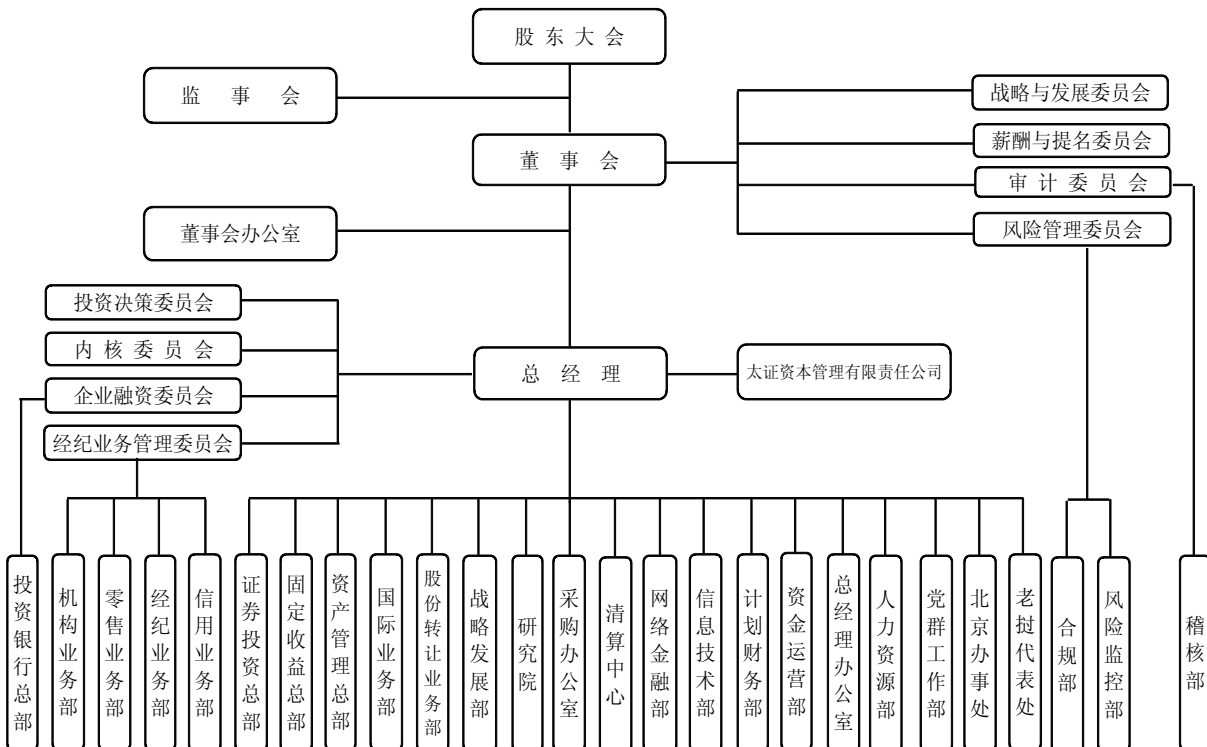 股东大会
监事会
战略与发展委员会
薪酬与提名委员会
董事会
审计委员会
董事会办公室
风险管理委员会
投资决策委员会
内核委员会
总经理
太证资本管理有限责任公司
企业融资委员会
经纪业务管理委员会
投资银行总部
机构业务部
零售业务部
经纪业务部
信用业务部
证券投资总部
固定收益总部
资产管理总部
国际业务部
股份转让业务部
战略发展部
研究院
采购办公室
清算中心
网络金融部
信息技术部
计划财务部
资金运营部
总经理办公室
人力资源部
党群工作部
北京办事处
老挝代表处
合规部
风险监控部
稽核部